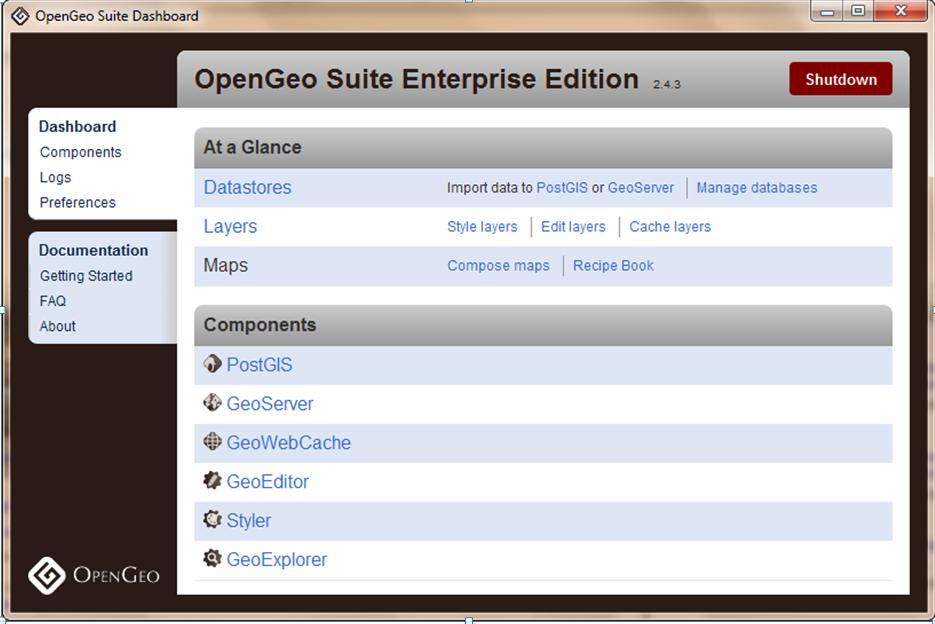 OpenGeo Suite Dashboard
OpenGeo Suite Enterprise Edition 2.4.3 Shutdown
Dashboard
Components
Logs
Preferences
Documentation
Getting Started
FAQ
About
At a Glance
Datastores Import data to PostGIS or GeoServer Manage databases
Layers Style layers Edit layers Cache layers
Maps Compose maps Recipe Book
Components
PostGIS
GeoServer
GeoWebCache
GeoEditor
Styler
GeoExplorer
OPENGEO